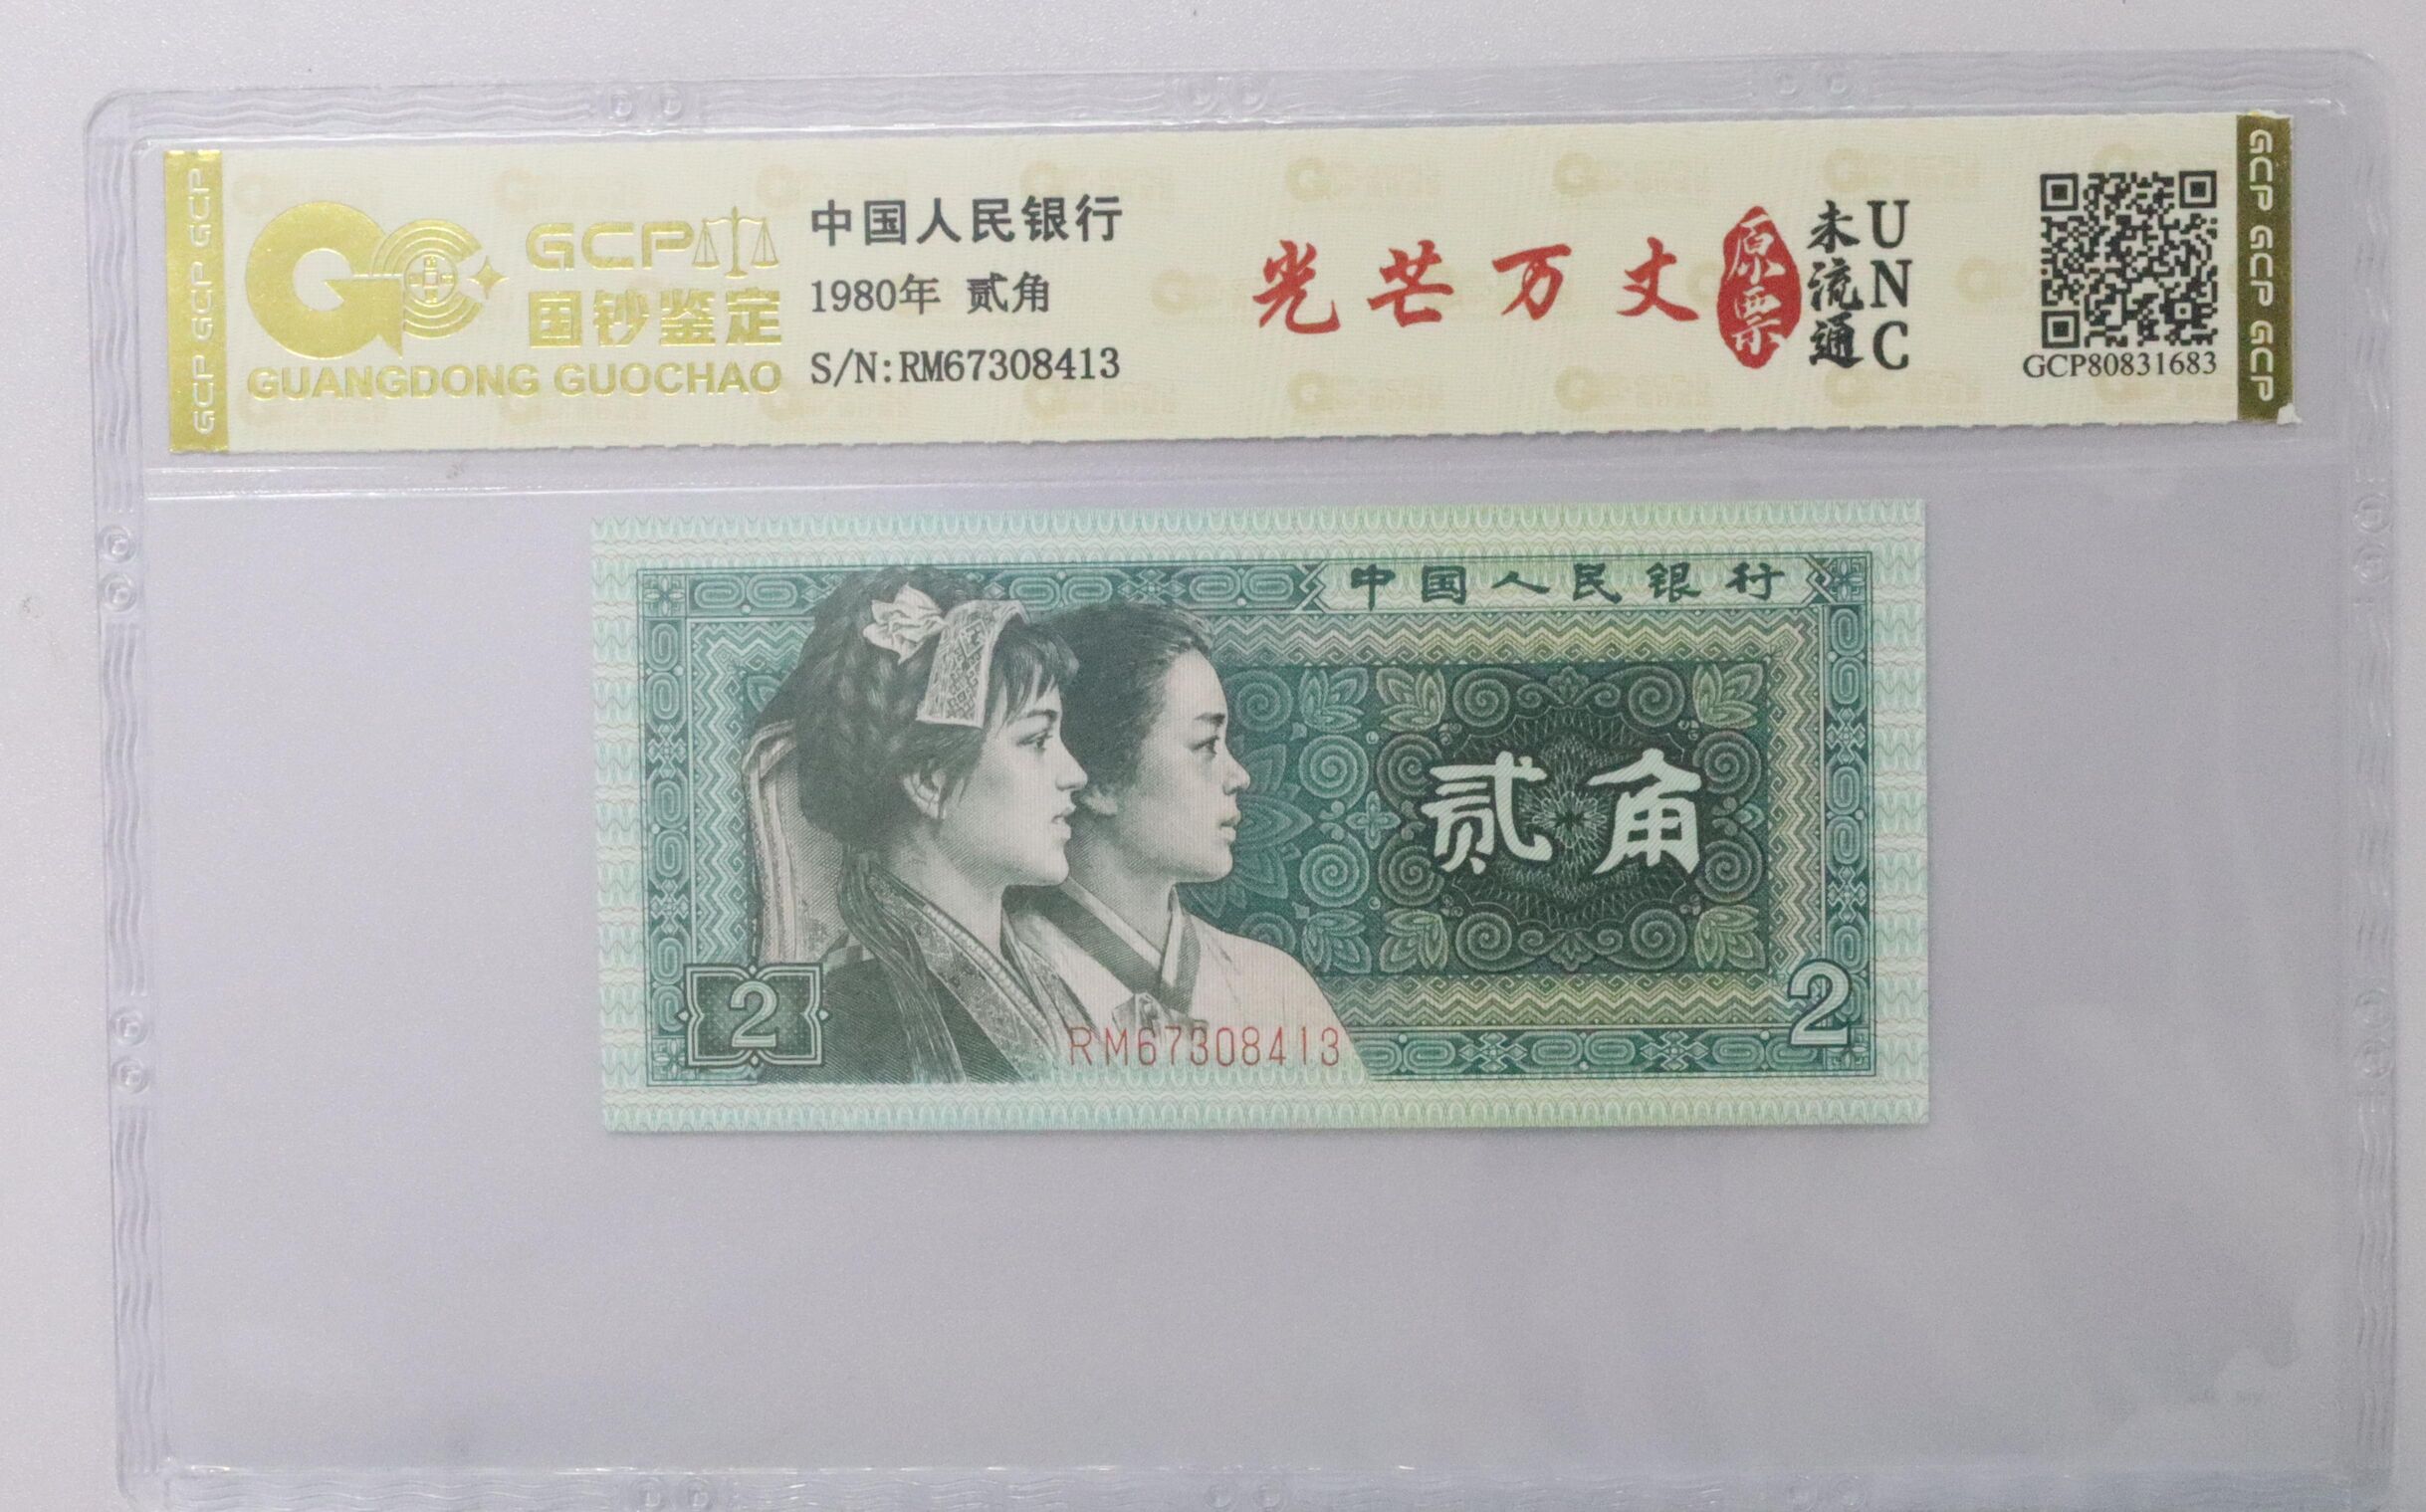 GCP GCP GCP
GCP
国钞鉴定
GUANGDONG GUOCHAO
中国人民银行
1980年 贰角
S/N:RM67308413
光芒万丈
原票
未流通
UNC
GCP80831683
GCP GCP GCP
中国人民银行
贰角
2
2
RM67308413